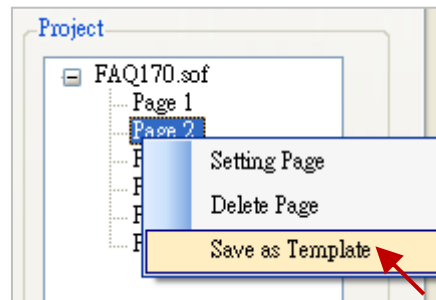 Project
FAQ170.sof
Page 1
Page 2
Setting Page
Delete Page
Save as Template